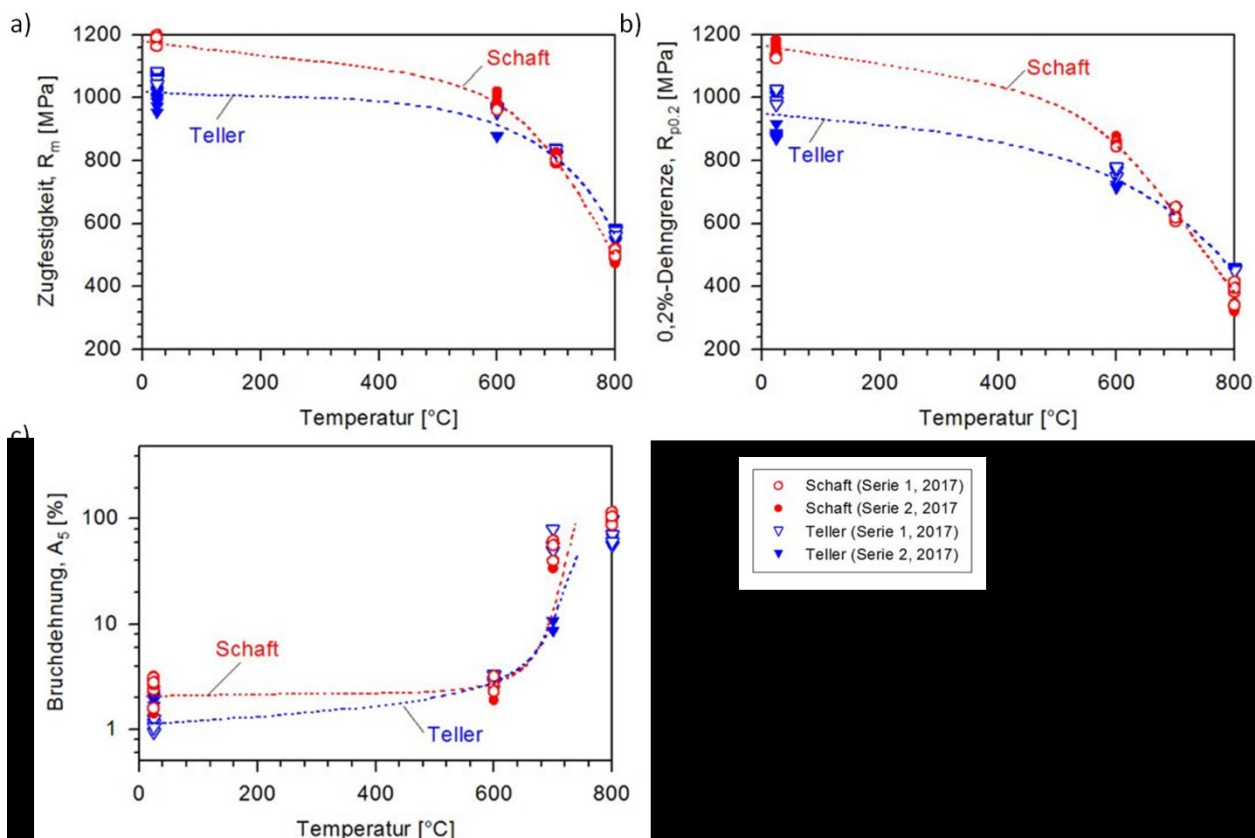 a)
Zugfestigkeit, Rm [MPa]
1200
1000
800
600
400
200
Schaft
Teller
0 200 400 600 800
Temperatur [°C]
b)
0,2%-Dehngrenze, Rp0.2 [MPa]
1200
1000
800
600
400
200
Schaft
Teller
0 200 400 600 800
Temperatur [°C]
c)
Bruchdehnung, A5 [%]
100
10
1
Schaft
Teller
0 200 400 600 800
Temperatur [°C]
Schaft (Serie 1, 2017)
Schaft (Serie 2, 2017
Teller (Serie 1, 2017)
Teller (Serie 2, 2017)